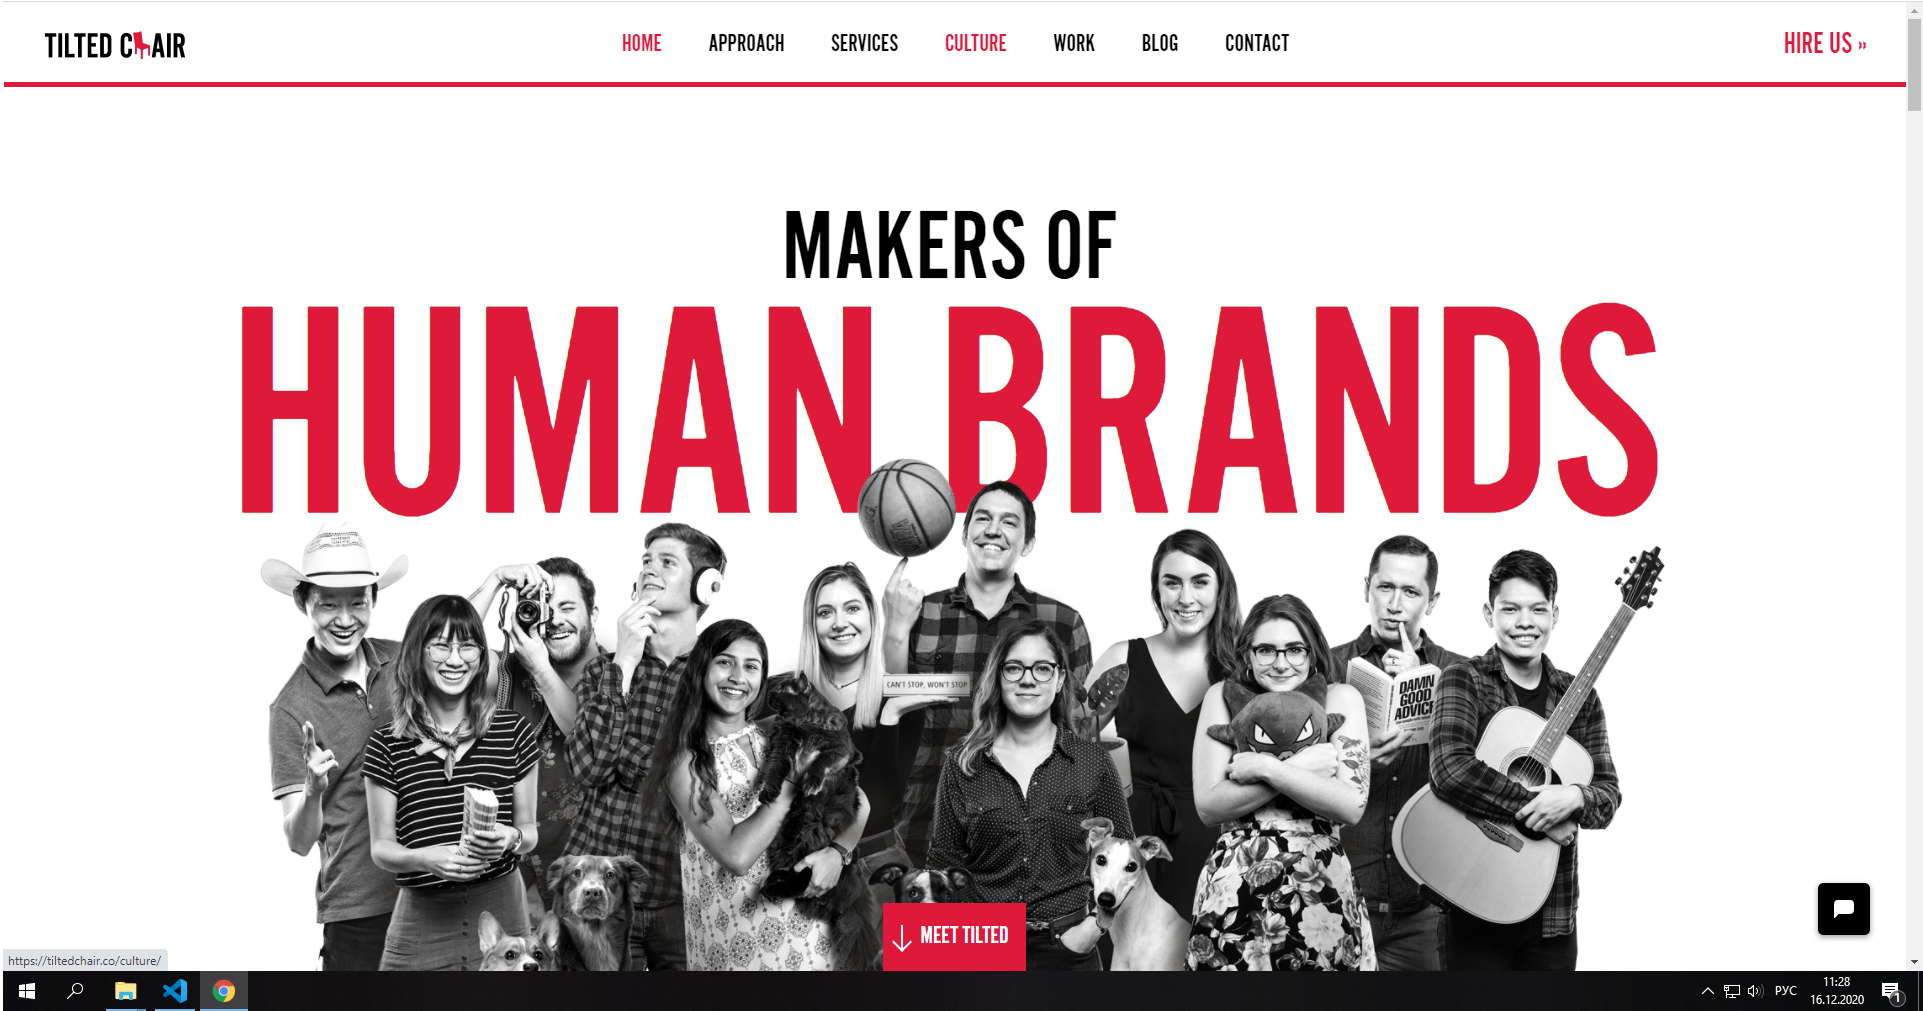 TILTED CHAIR
HOME APPROACH SERVICES CULTURE WORK BLOG CONTACT
HIRE US »
MAKERS OF
HUMAN BRANDS
CAN'T STOP, WON'T STOP
DAMN
GOOD
ADVICE
MEET TILTED
https://tiltedchair.co/culture/
РУС
11:28
16.12.2020
1